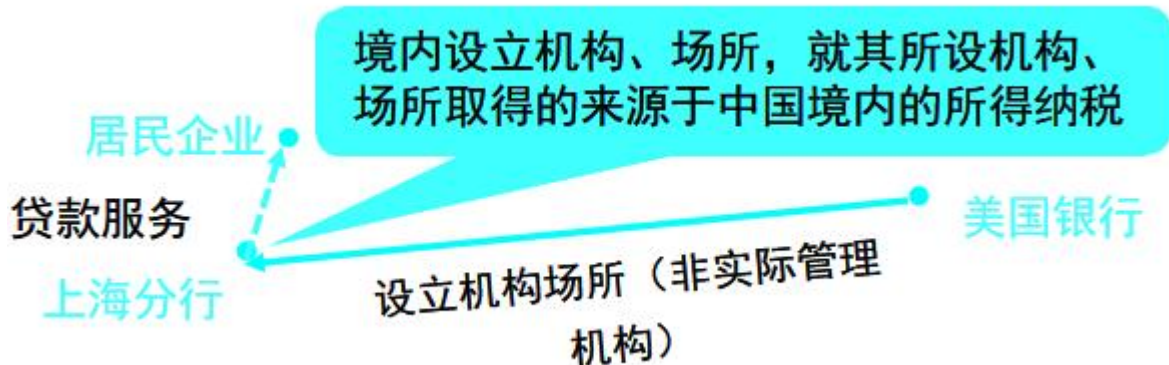 境内设立机构、场所，就其所设机构、
场所取得的来源于中国境内的所得纳税
居民企业
贷款服务
美国银行
上海分行
设立机构场所（非实际管理
机构）